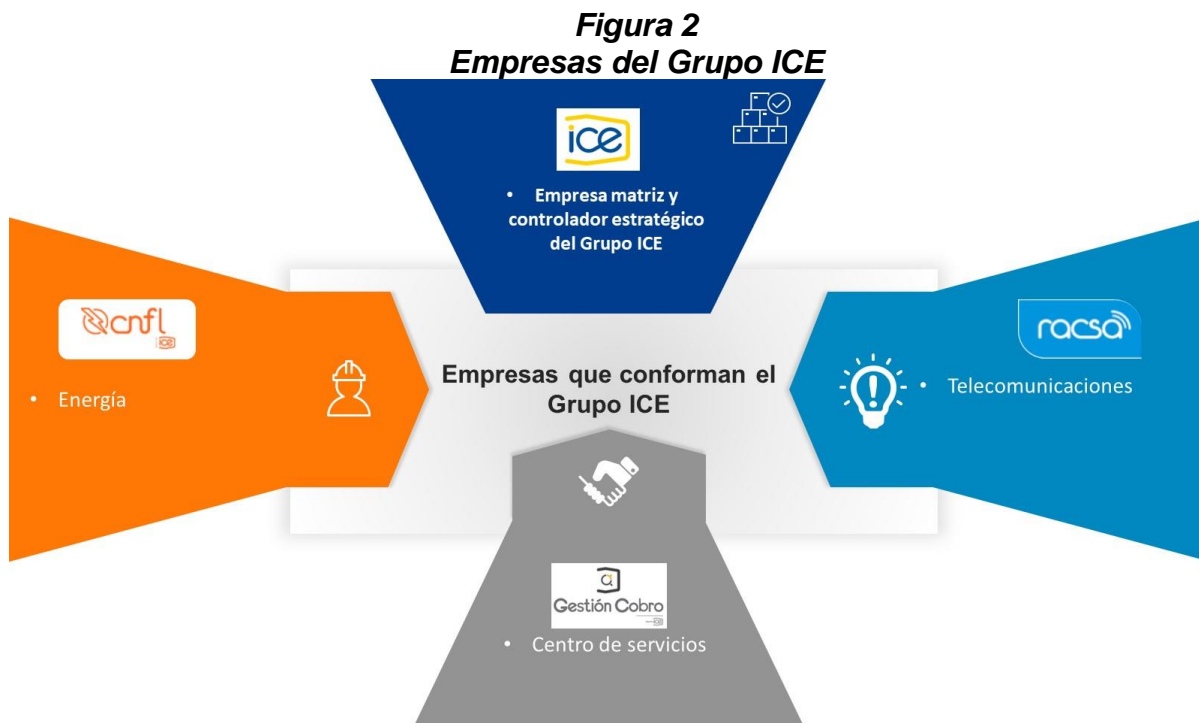 Figura 2
Empresas del Grupo ICE
ice
• Empresa matriz y
controlador estratégico
del Grupo ICE
cnfl
ice
• Energía
Empresas que conforman el
Grupo ICE
racsa
• Telecomunicaciones
Gestión Cobro
• Centro de servicios